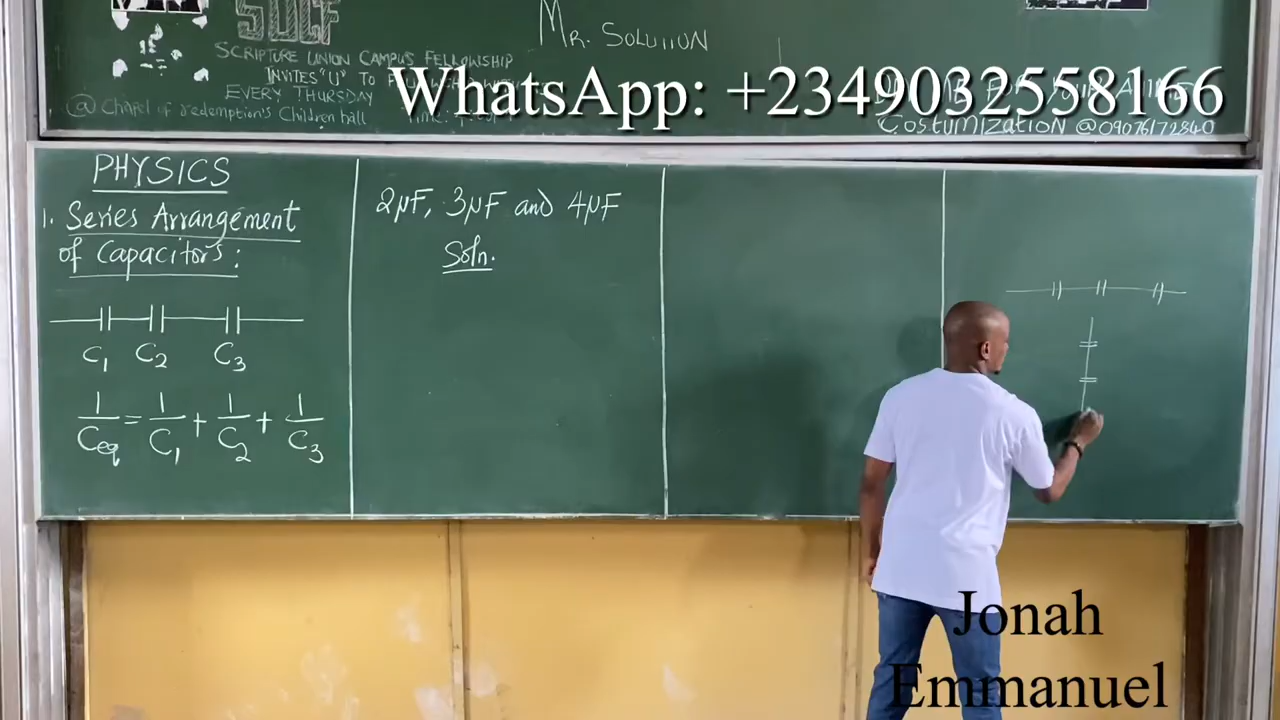 SUCF
MR. SOLUTION
SCRIPTURE UNION CAMPUS FELLOWSHIP
INVITES "U" TO
EVERY THURSDAY
@ Chapel of redemption's Children hall
WhatsApp: +2349032558166
COSTUMIZATION @09076172840
PHYSICS
1. Series Arrangement
of Capacitors:
C₁ C₂ C₃
1/Ceq = 1/C₁ + 1/C₂ + 1/C₃
2μF, 3μF and 4μF
Soln.
Jonah
Emmanuel